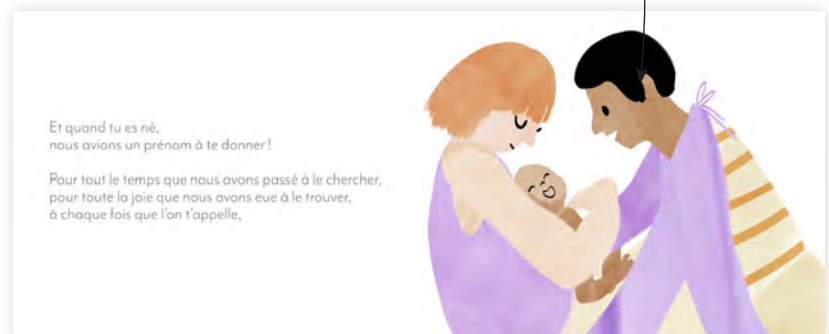 Et quand tu es né,
nous avions un prénom à te donner !
Pour tout le temps que nous avons passé à le chercher,
pour toute la joie que nous avons eue à le trouver,
à chaque fois que l'on t'appelle,